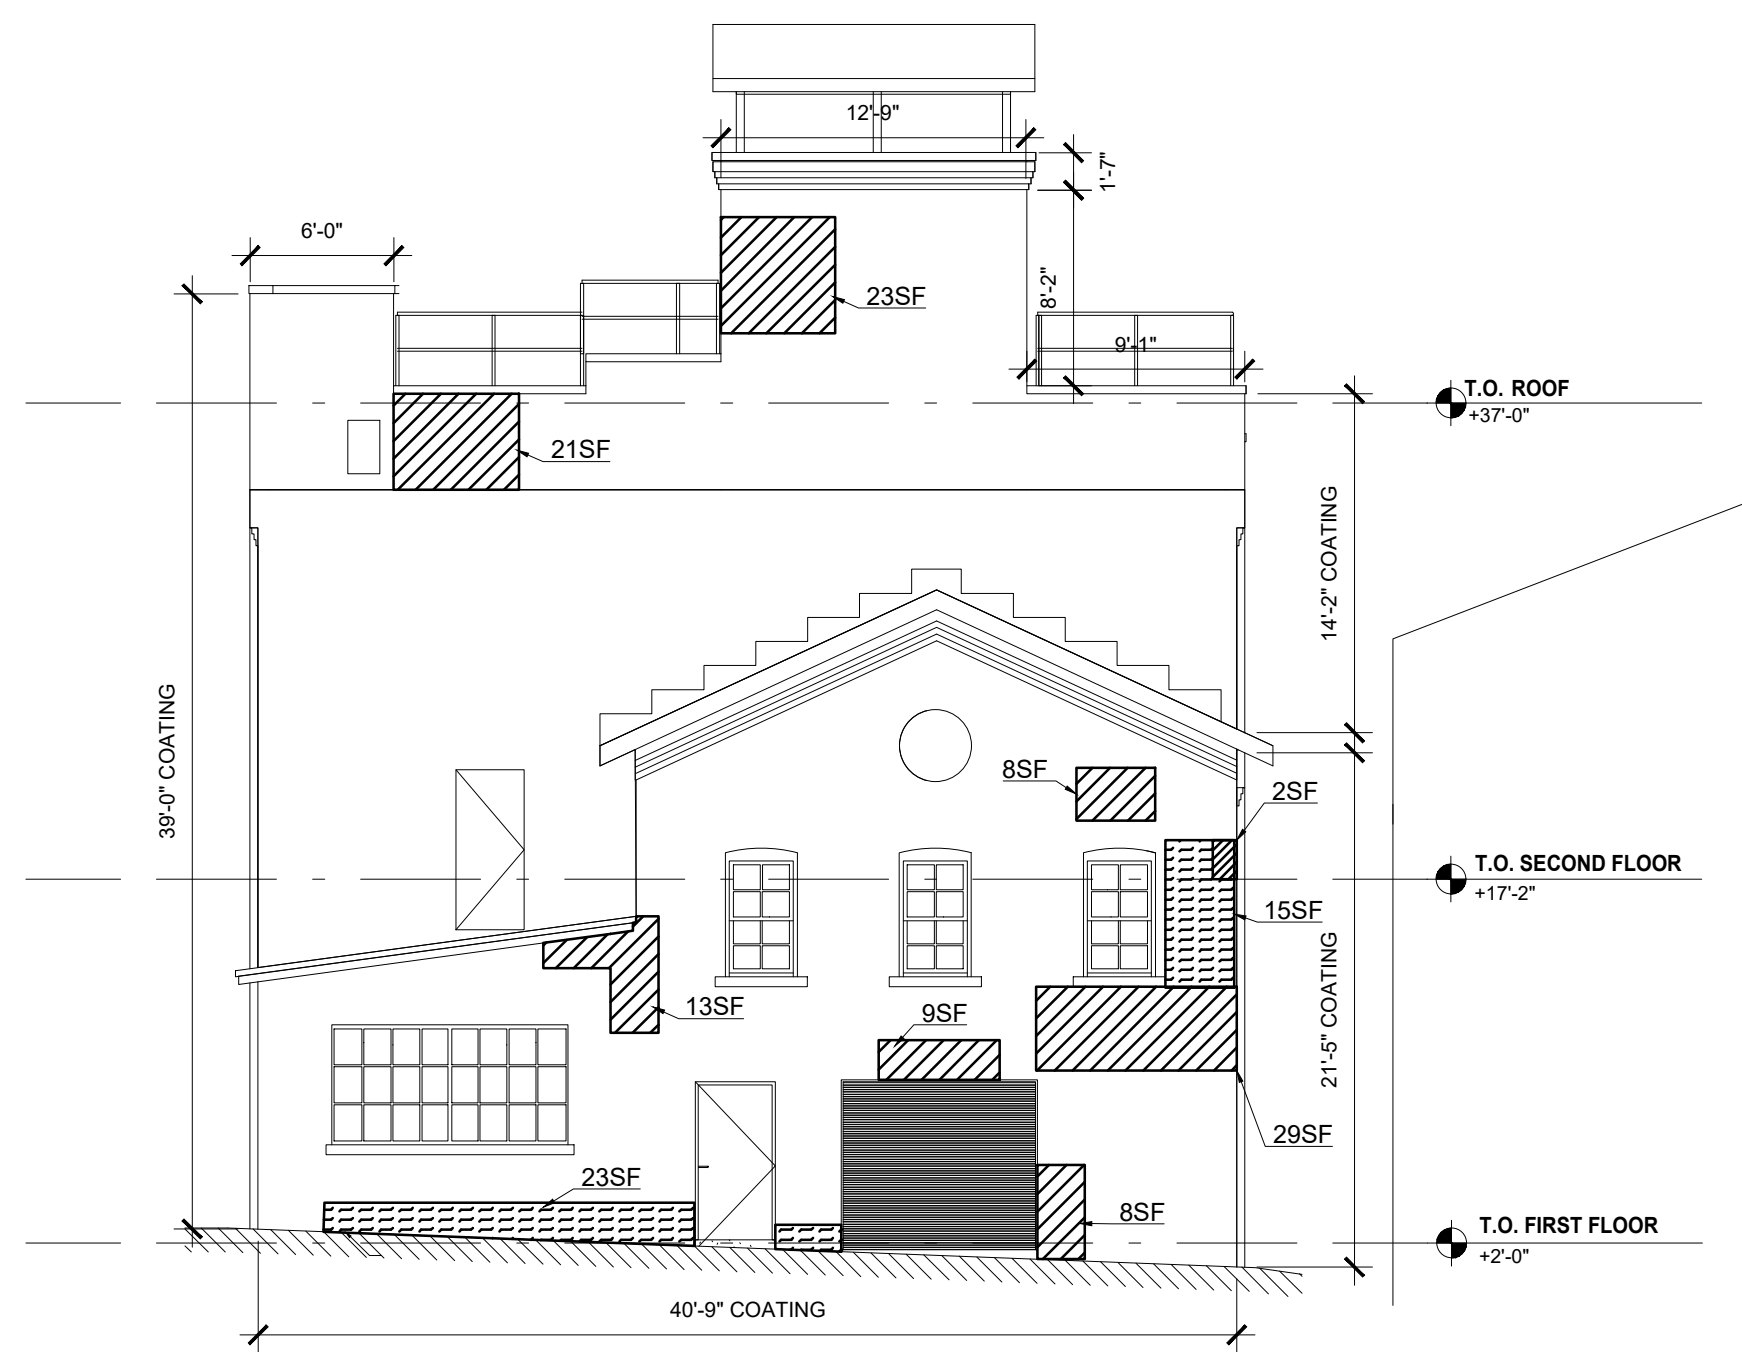 12'-9"
1'-7"
6'-0"
8'-2"
23SF
9'-1"
T.O. ROOF
+37'-0"
21SF
14'-2" COATING
39'-0" COATING
8SF
2SF
T.O. SECOND FLOOR
+17'-2"
15SF
13SF
9SF
21'-5" COATING
29SF
23SF
8SF
T.O. FIRST FLOOR
+2'-0"
40'-9" COATING